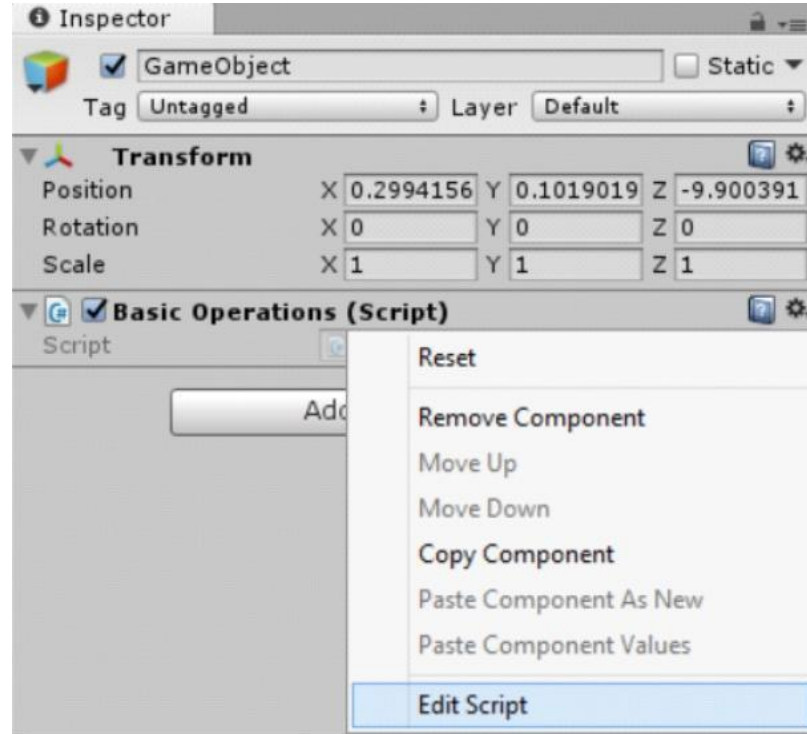 Inspector
GameObject Static
Tag Untagged Layer Default
Transform
Position X 0.2994156 Y 0.1019019 Z -9.900391
Rotation X 0 Y 0 Z 0
Scale X 1 Y 1 Z 1
Basic Operations (Script)
Script
Reset
Add
Remove Component
Move Up
Move Down
Copy Component
Paste Component As New
Paste Component Values
Edit Script